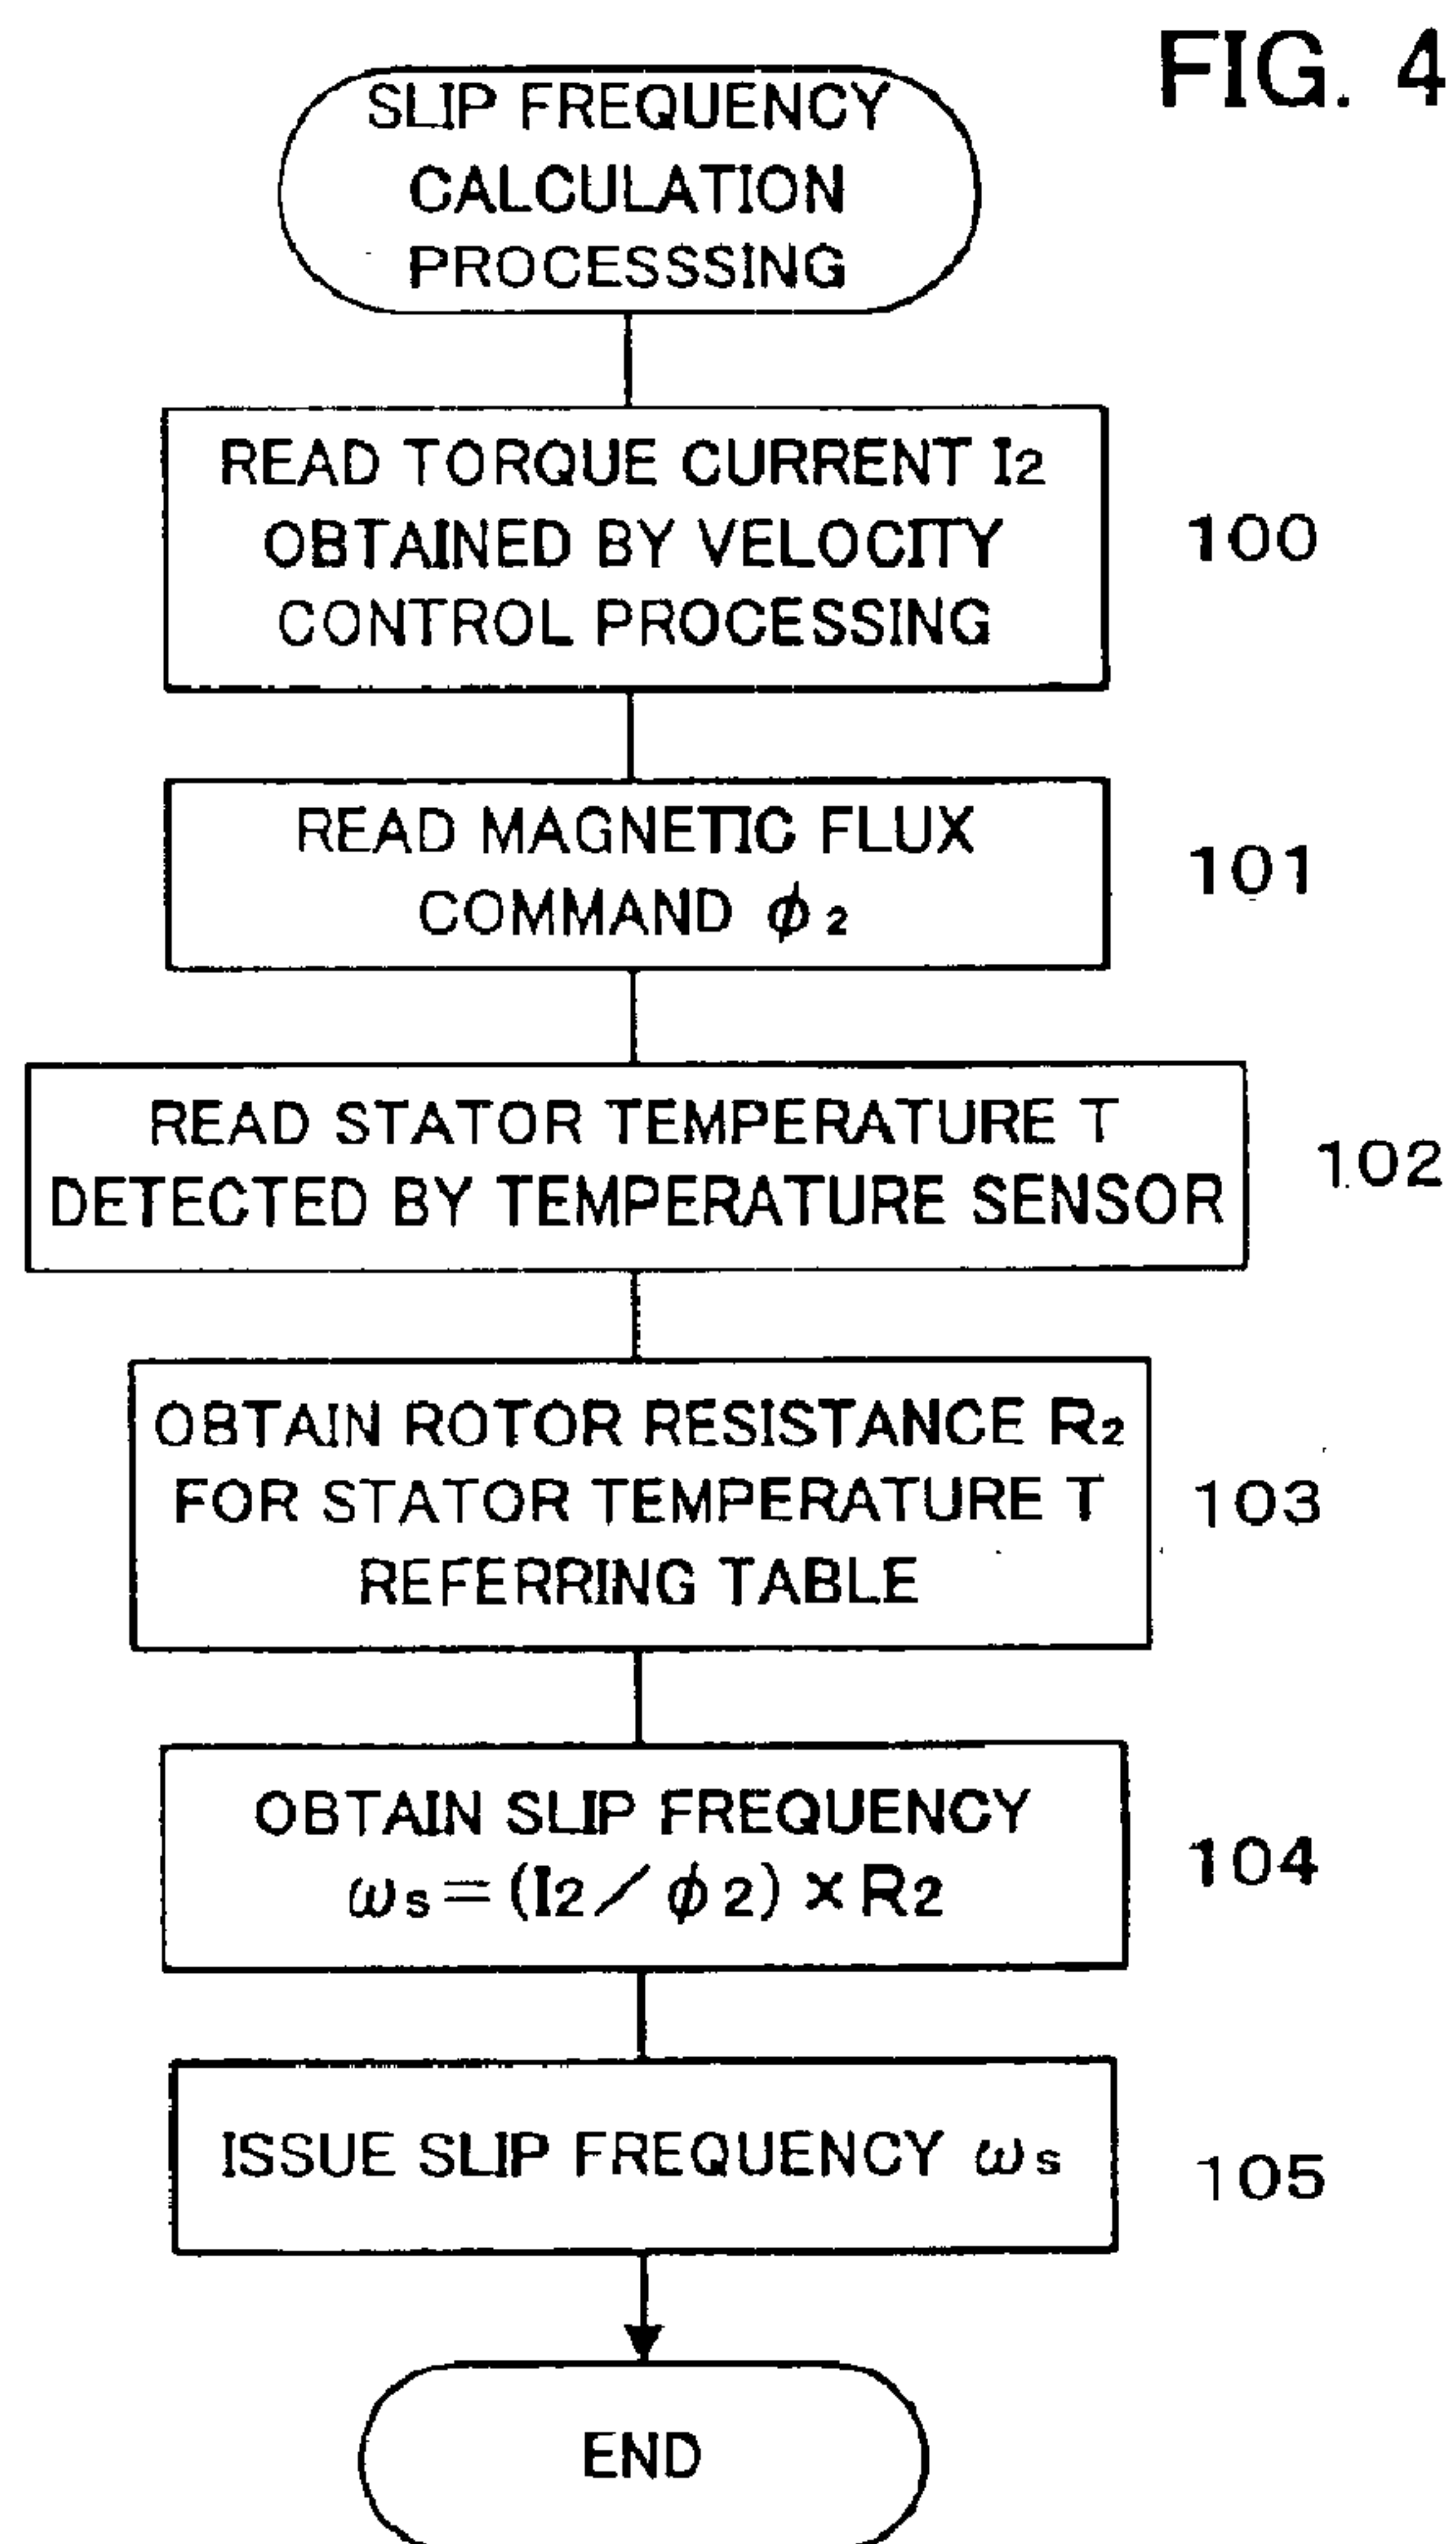 FIG. 4
SLIP FREQUENCY
CALCULATION
PROCESSSING
READ TORQUE CURRENT I2
OBTAINED BY VELOCITY
CONTROL PROCESSING
100
READ MAGNETIC FLUX
COMMAND ϕ2
101
READ STATOR TEMPERATURE T
DETECTED BY TEMPERATURE SENSOR
102
OBTAIN ROTOR RESISTANCE R2
FOR STATOR TEMPERATURE T
REFERRING TABLE
103
OBTAIN SLIP FREQUENCY
ωs=(I2/ϕ2)×R2
104
ISSUE SLIP FREQUENCY ωs
105
END